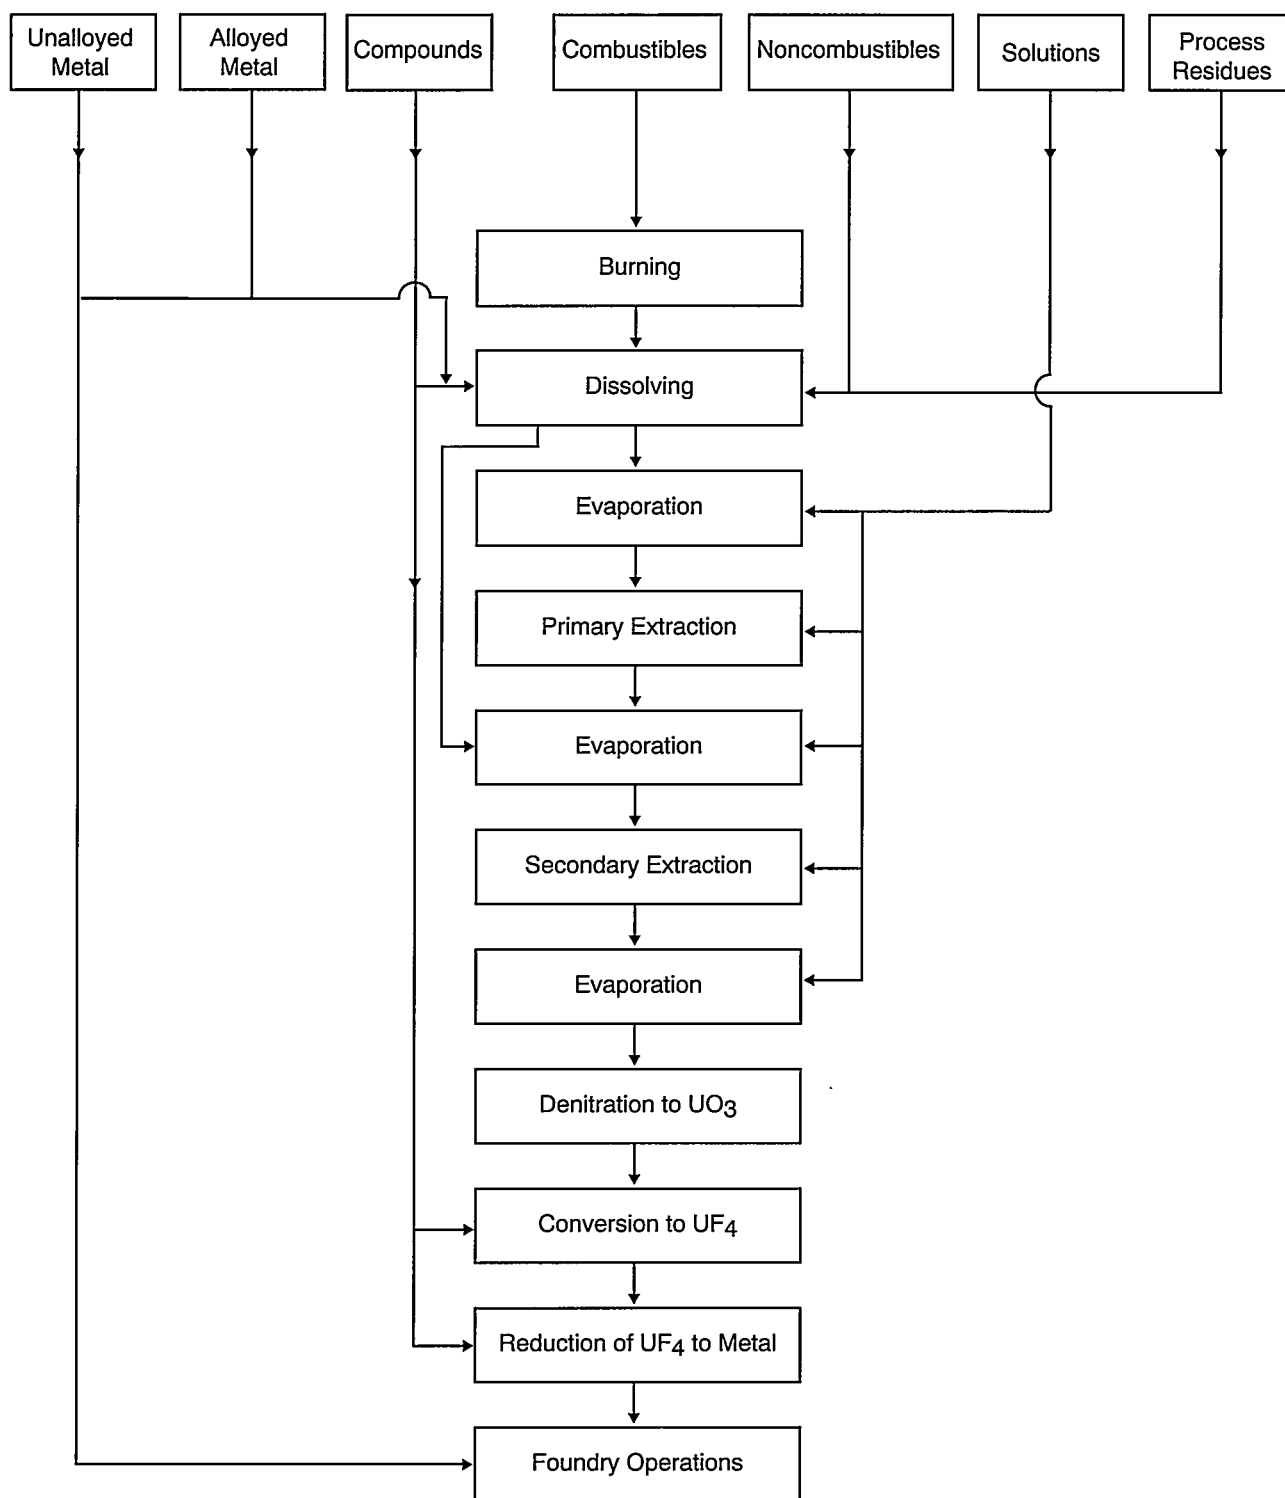 Unalloyed
Metal
Alloyed
Metal
Compounds
Combustibles
Noncombustibles
Solutions
Process
Residues
Burning
Dissolving
Evaporation
Primary Extraction
Evaporation
Secondary Extraction
Evaporation
Denitration to UO3
Conversion to UF4
Reduction of UF4 to Metal
Foundry Operations